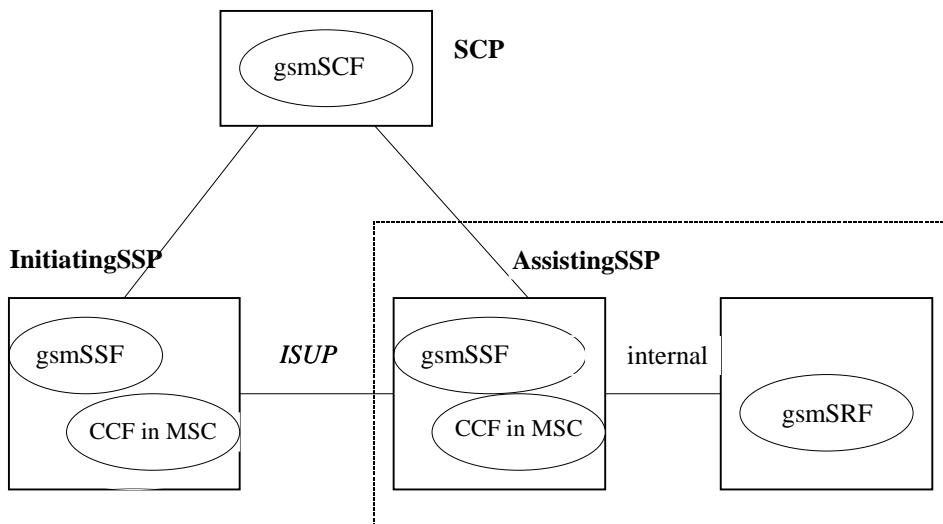 SCP
gsmSCF
InitiatingSSP
AssistingSSP
gsmSSF
ISUP
gsmSSF
internal
CCF in MSC
CCF in MSC
gsmSRF